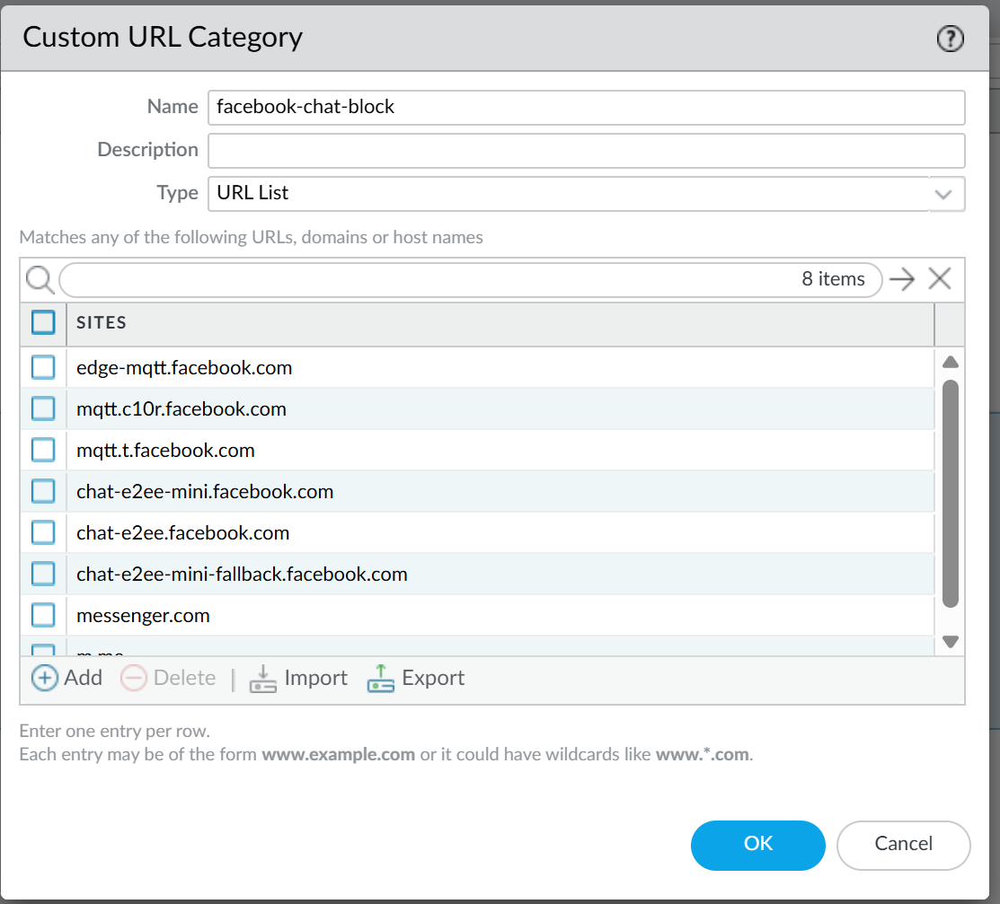 Custom URL Category
?
Name facebook-chat-block
Description
Type URL List
Matches any of the following URLs, domains or host names
8 items
SITES
edge-mqtt.facebook.com
mqtt.c10r.facebook.com
mqtt.t.facebook.com
chat-e2ee-mini.facebook.com
chat-e2ee.facebook.com
chat-e2ee-mini-fallback.facebook.com
messenger.com
Add Delete | Import Export
Enter one entry per row.
Each entry may be of the form www.example.com or it could have wildcards like www.*.com.
OK Cancel